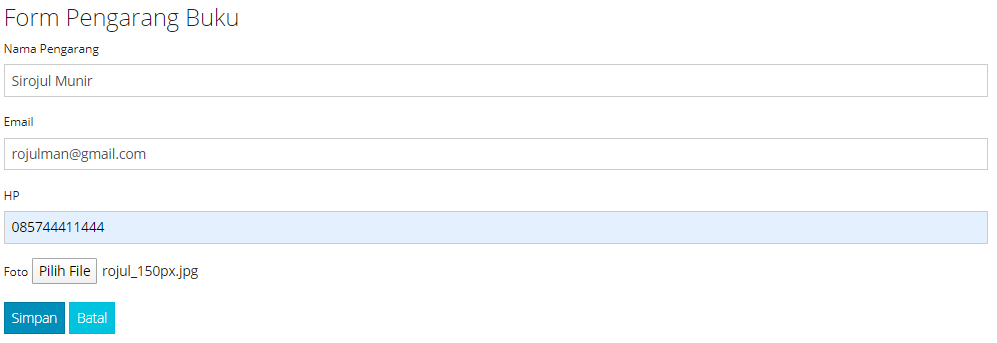 Form Pengarang Buku
Nama Pengarang
Sirojul Munir
Email
rojulman@gmail.com
HP
085744411444
Foto Pilih File rojul_150px.jpg
Simpan Batal